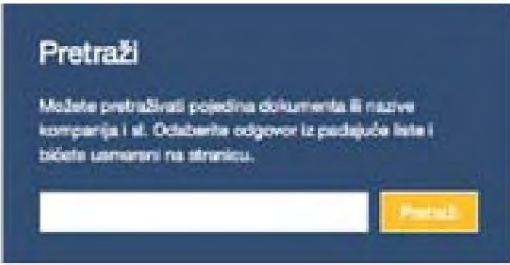 Pretraži
Možete pretraživati pojedina dokumenta ili nazive
kompanija i sl. Odaberite odgovor iz padajuće liste i
bićete usmereni na stranicu.
Pretraži